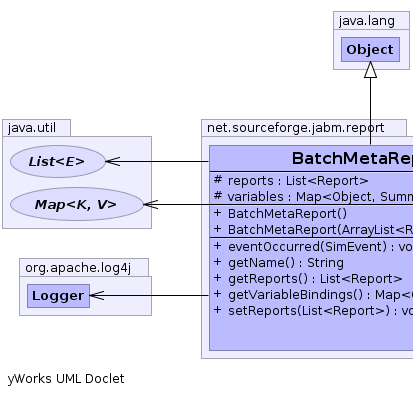 java.lang
Object
java.util
List<E>
Map<K, V>
net.sourceforge.jabm.report
BatchMetaRep
# reports : List<Report>
# variables : Map<Object, Summ
+ BatchMetaReport()
+ BatchMetaReport(ArrayList<R
+ eventOccurred(SimEvent) : vo
+ getName() : String
+ getReports() : List<Report>
+ getVariableBindings() : Map<
+ setReports(List<Report>) : vo
org.apache.log4j
Logger
yWorks UML Doclet